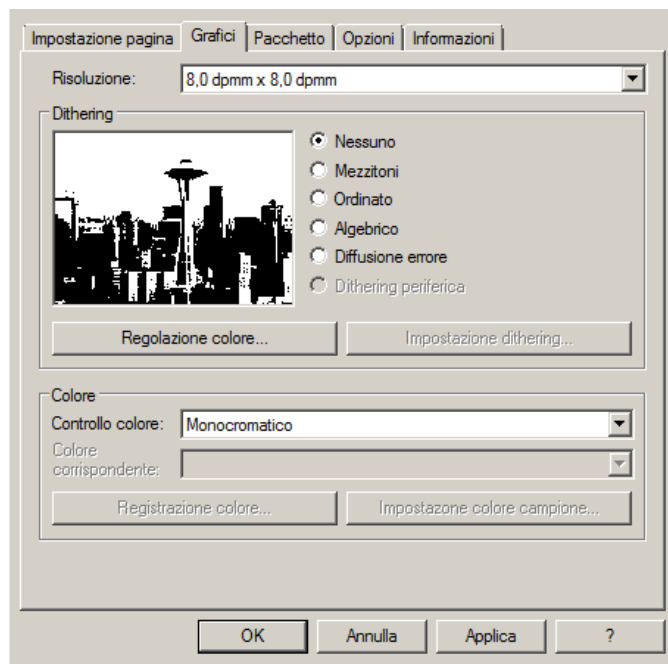 Impostazione pagina Grafici Pacchetto Opzioni Informazioni
Risoluzione: 8,0 dpmm x 8,0 dpmm
Dithering
Nessuno
Mezzitoni
Ordinato
Algebrico
Diffusione errore
Dithering periferica
Regolazione colore... Impostazione dithering...
Colore
Controllo colore: Monocromatico
Colore
corrispondente:
Registrazione colore... Impostazone colore campione...
OK Annulla Applica ?